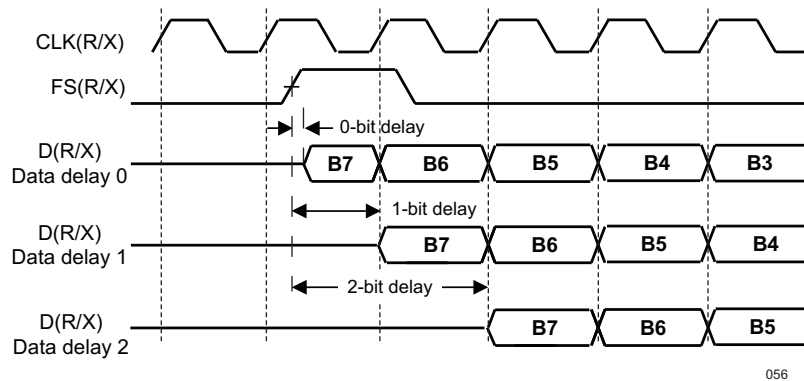 CLK(R/X)
FS(R/X)
0-bit delay
D(R/X)
Data delay 0
B7 B6 B5 B4 B3
1-bit delay
D(R/X)
Data delay 1
B7 B6 B5 B4
2-bit delay
D(R/X)
Data delay 2
B7 B6 B5
056